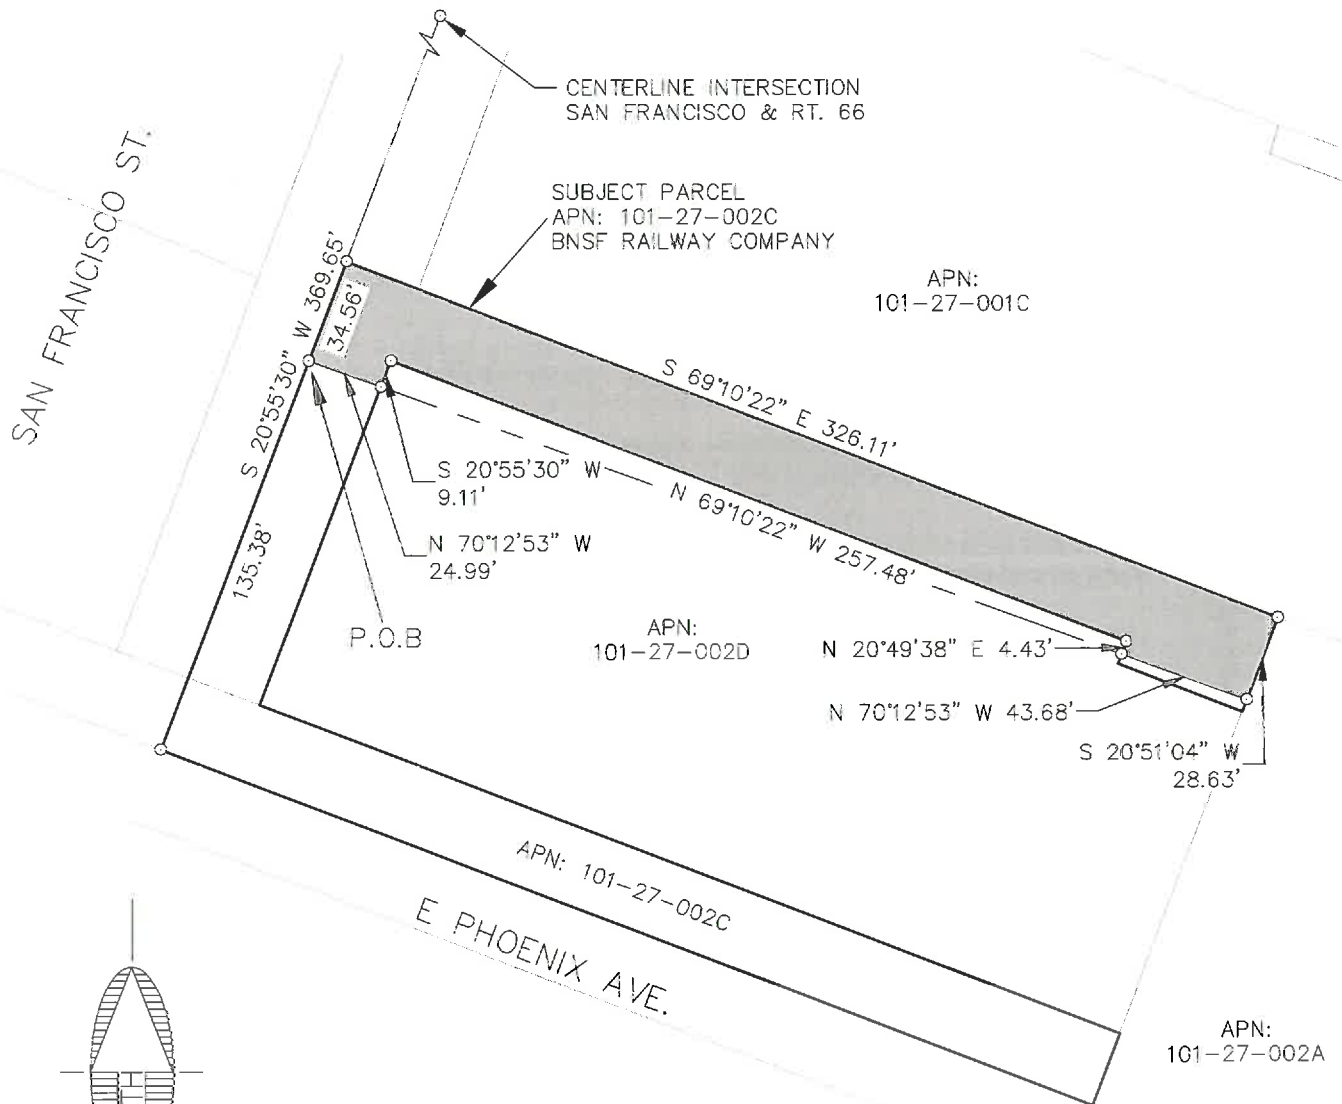 CENTERLINE INTERSECTION
SAN FRANCISCO & RT. 66
SAN FRANCISCO ST.
SUBJECT PARCEL
APN: 101-27-002C
BNSF RAILWAY COMPANY
APN:
101-27-001C
S 20°55'30" W 369.65'
34.56'
S 69°10'22" E 326.11'
S 20°55'30" W
9.11'
N 69°10'22" W 257.48'
N 70°12'53" W
24.99'
135.38'
P.O.B
APN:
101-27-002D
N 20°49'38" E 4.43'
N 70°12'53" W 43.68'
S 20°51'04" W
28.63'
APN: 101-27-002C
E PHOENIX AVE.
APN:
101-27-002A